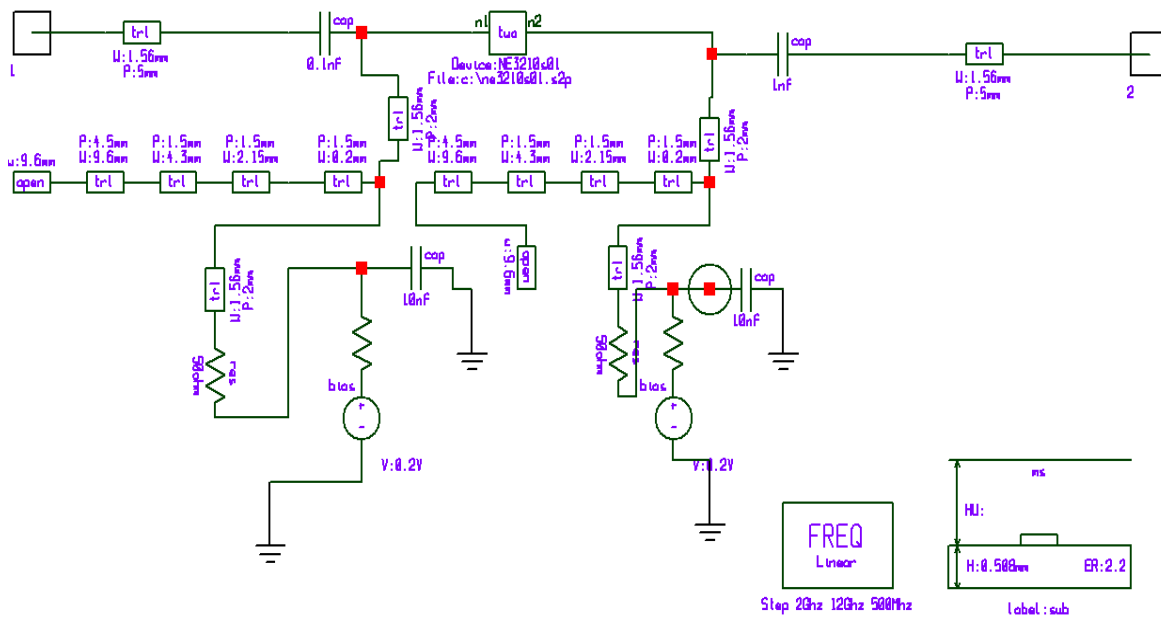 1
trl
W:1.56mm
P:5mm
cap
0.1nF
n1
two
n2
Device:NE3210s01
File:c:\ne3210s01.s2p
cap
1nF
trl
W:1.56mm
P:5mm
2
trl
W:1.56mm
P:2mm
trl
W:1.56mm
P:2mm
w:9.6mm
open
P:4.5mm
W:9.6mm
trl
P:1.5mm
W:4.3mm
trl
P:1.5mm
W:2.15mm
trl
P:1.5mm
W:0.2mm
trl
P:4.5mm
W:9.6mm
trl
P:1.5mm
W:4.3mm
trl
P:1.5mm
W:2.15mm
trl
P:1.5mm
W:0.2mm
trl
trl
W:1.56mm
P:2mm
cap
10nF
open
w:9.6mm
trl
W:1.56mm
P:2mm
cap
10nF
res
50ohm
bias
+
-
V:0.2V
res
50ohm
bias
+
-
V:0.2V
FREQ
Linear
Step 2Ghz 12Ghz 500Mhz
ms
HU:
H:0.508mm
ER:2.2
label:sub